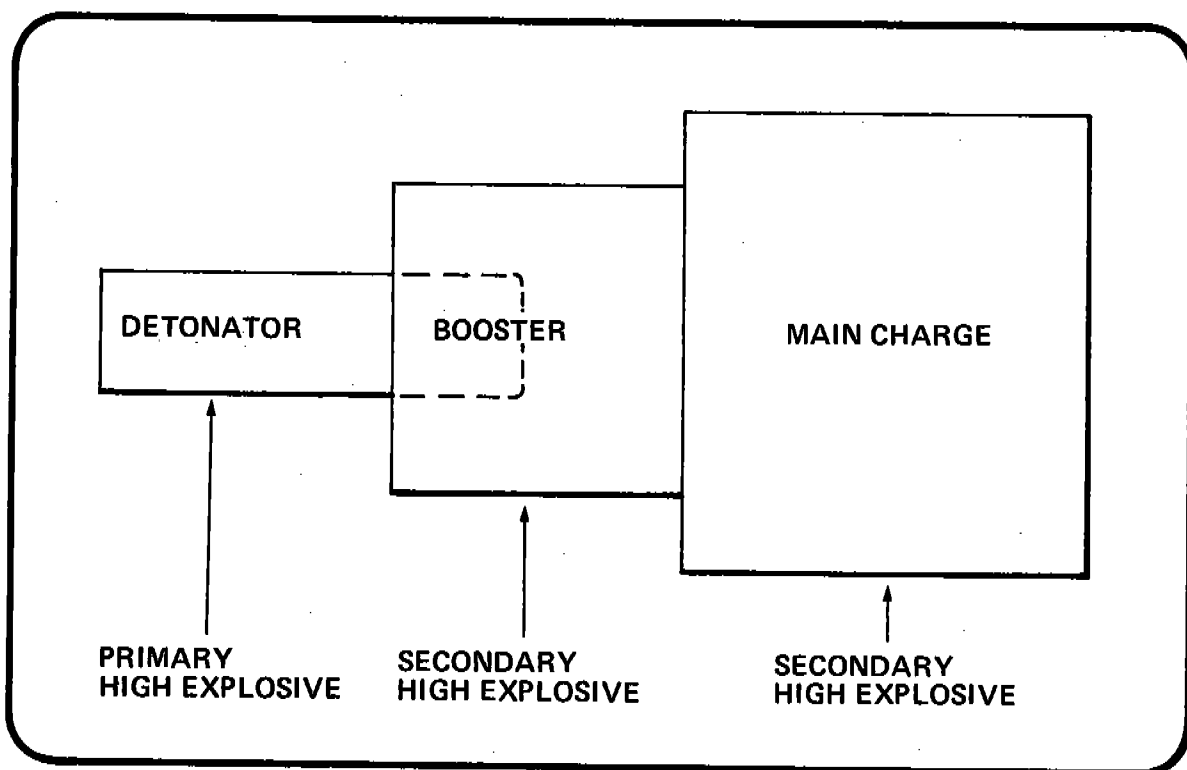 DETONATOR
BOOSTER
MAIN CHARGE
PRIMARY
HIGH EXPLOSIVE
SECONDARY
HIGH EXPLOSIVE
SECONDARY
HIGH EXPLOSIVE